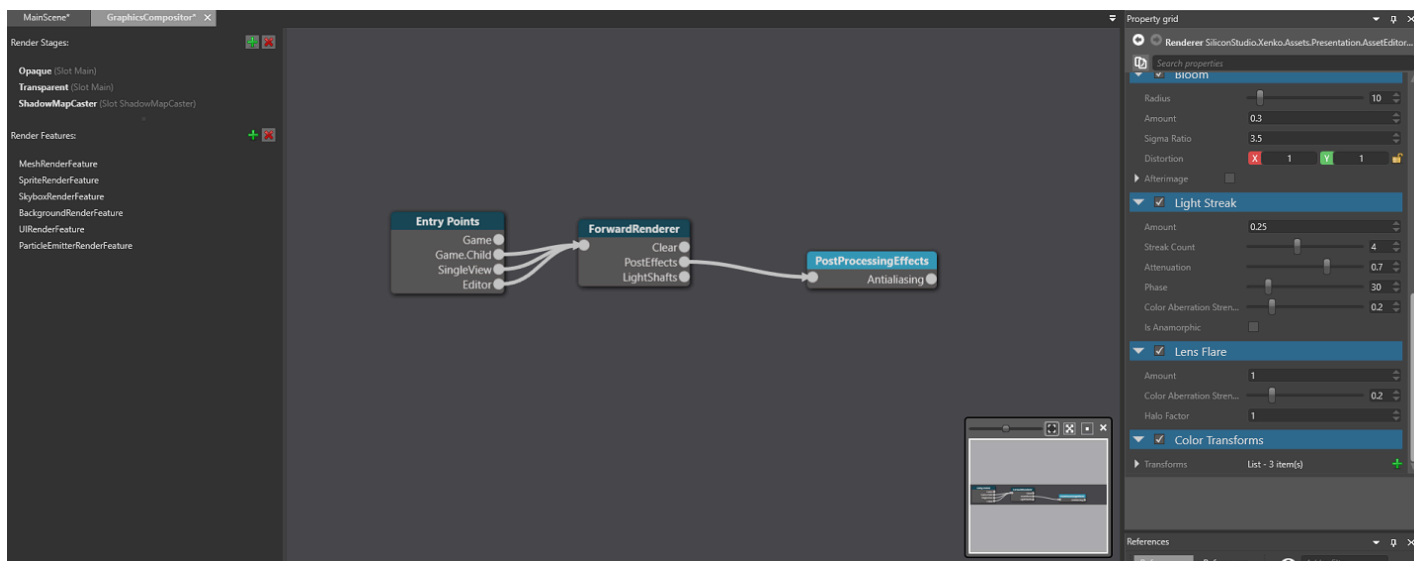 MainScene*
GraphicsCompositor*
Render Stages:
Opaque (Slot Main)
Transparent (Slot Main)
ShadowMapCaster (Slot ShadowMapCaster)
Render Features:
MeshRenderFeature
SpriteRenderFeature
SkyboxRenderFeature
BackgroundRenderFeature
UIRenderFeature
ParticleEmitterRenderFeature
Entry Points
Game
Game.Child
SingleView
Editor
ForwardRenderer
Clear
PostEffects
LightShafts
PostProcessingEffects
Antialiasing
Property grid
Renderer SiliconStudio.Xenko.Assets.Presentation.AssetEditor...
Search properties
Bloom
Radius 10
Amount 0.3
Sigma Ratio 3.5
Distortion X 1 Y 1
Afterimage
Light Streak
Amount 0.25
Streak Count 4
Attenuation 0.7
Phase 30
Color Aberration Stren... 0.2
Is Anamorphic
Lens Flare
Amount 1
Color Aberration Stren... 0.2
Halo Factor 1
Color Transforms
Transforms List - 3 item(s)
References